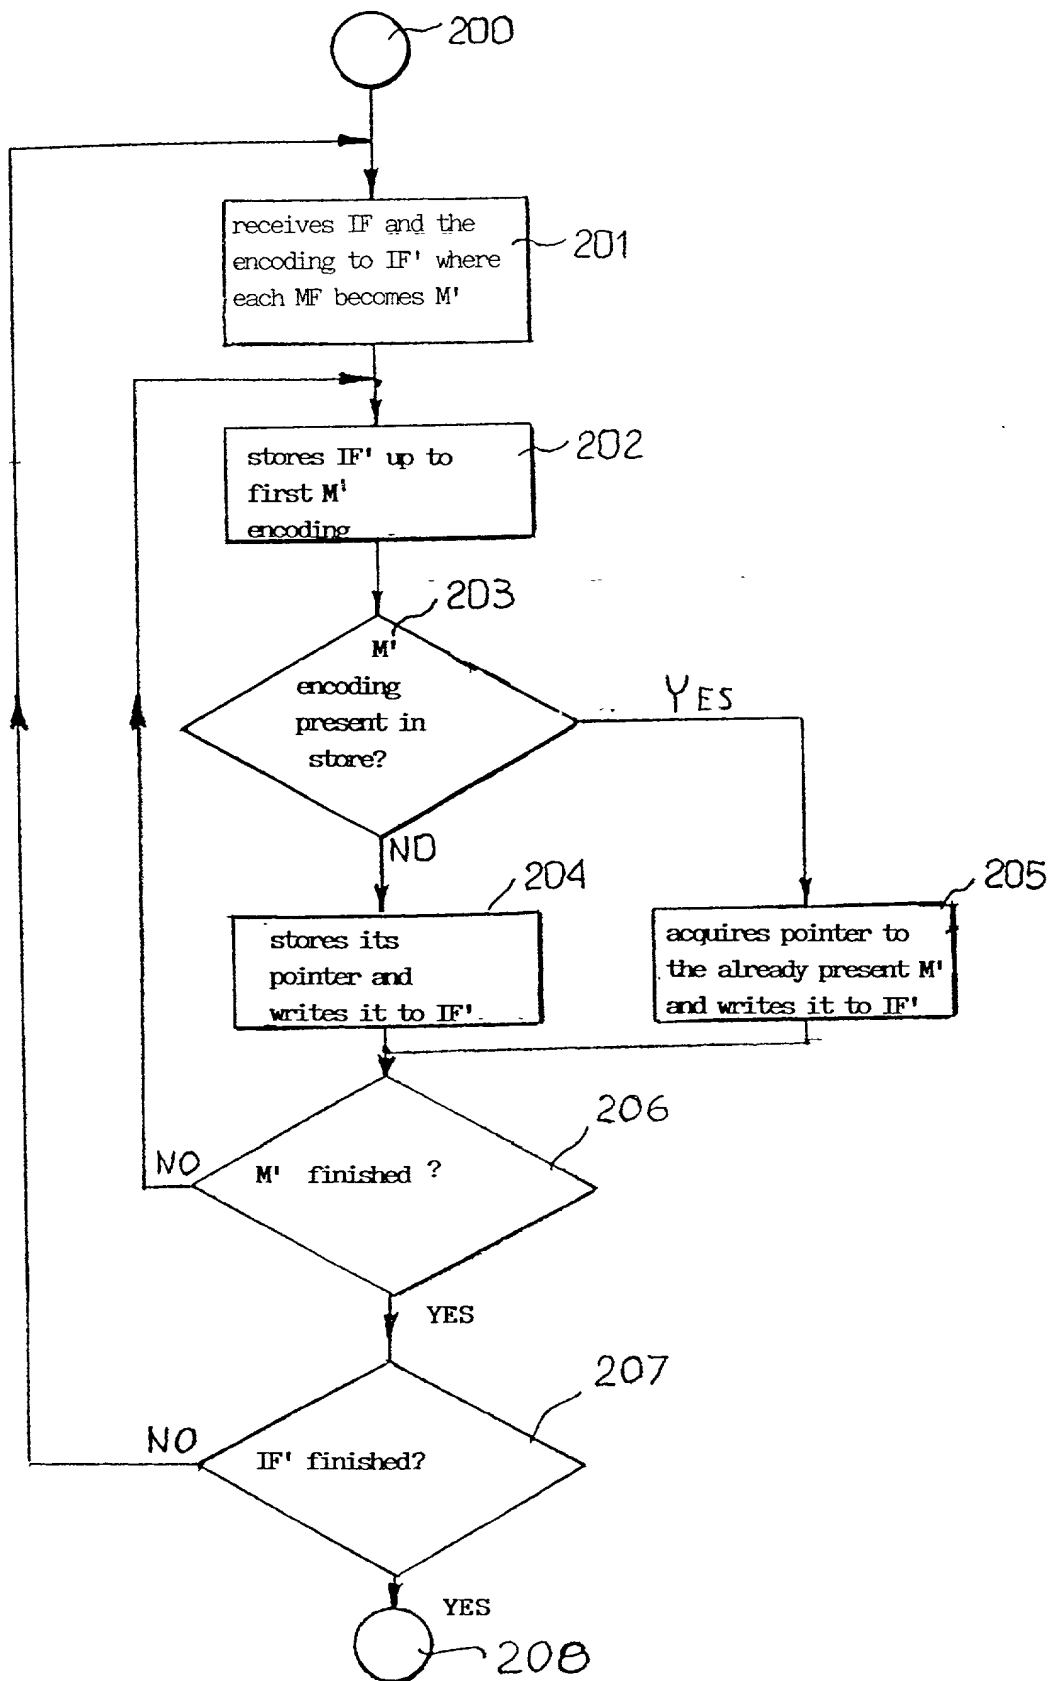 200
receives IF and the
encoding to IF' where
each MF becomes M'
201
stores IF' up to
first M'
encoding
202
203
M'
encoding
present in
store?
YES
NO
204
205
stores its
pointer and
writes it to IF'
acquires pointer to
the already present M'
and writes it to IF'
206
NO
M' finished ?
YES
207
NO
IF' finished?
YES
208